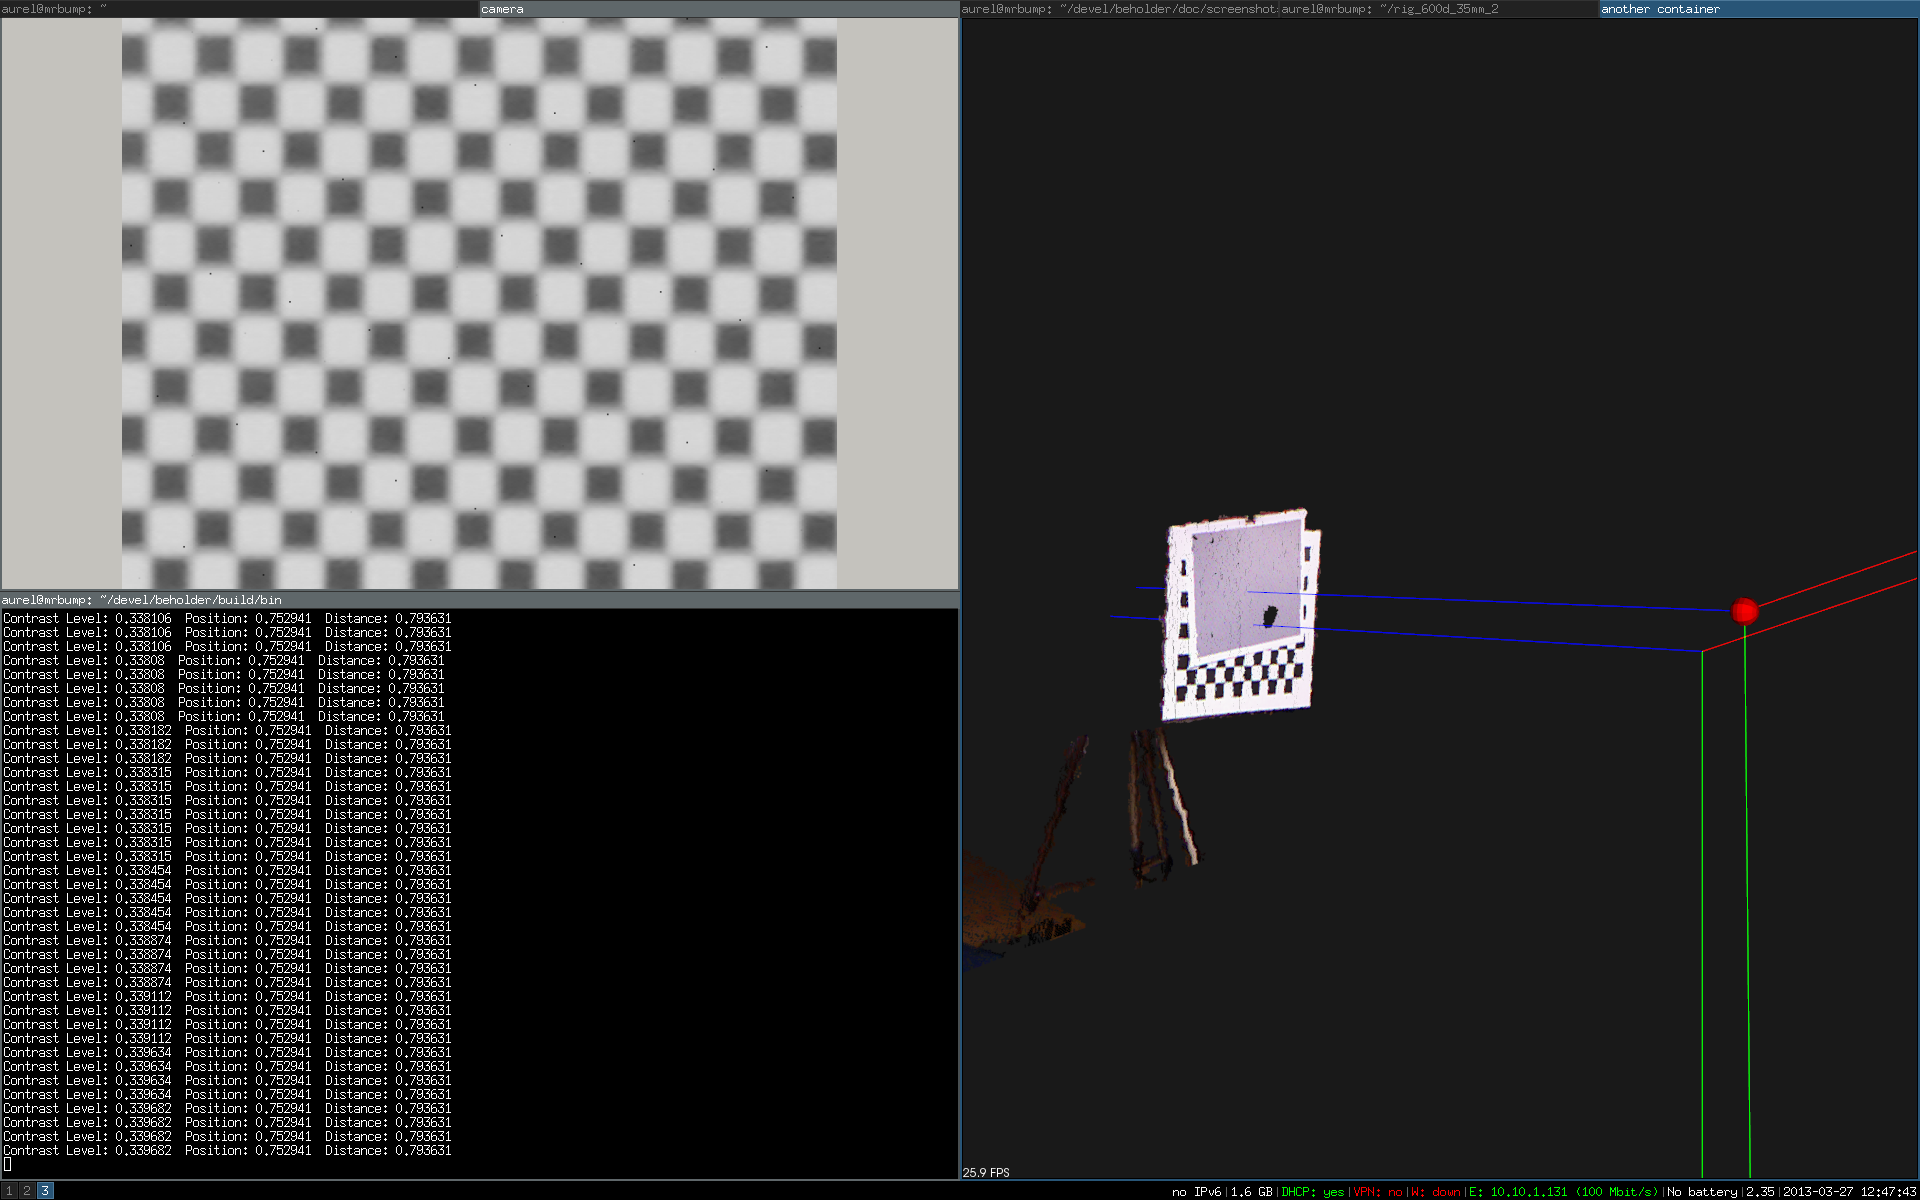 aurel@mrbump: ~
camera
aurel@mrbump: ~/devel/beholder/doc/screenshot
aurel@mrbump: ~/rig_600d_35mm_2
another container
aurel@mrbump: ~/devel/beholder/build/bin
Contrast Level: 0.338106  Position: 0.752941  Distance: 0.793631
Contrast Level: 0.338106  Position: 0.752941  Distance: 0.793631
Contrast Level: 0.338106  Position: 0.752941  Distance: 0.793631
Contrast Level: 0.33808  Position: 0.752941  Distance: 0.793631
Contrast Level: 0.33808  Position: 0.752941  Distance: 0.793631
Contrast Level: 0.33808  Position: 0.752941  Distance: 0.793631
Contrast Level: 0.33808  Position: 0.752941  Distance: 0.793631
Contrast Level: 0.33808  Position: 0.752941  Distance: 0.793631
Contrast Level: 0.338182  Position: 0.752941  Distance: 0.793631
Contrast Level: 0.338182  Position: 0.752941  Distance: 0.793631
Contrast Level: 0.338182  Position: 0.752941  Distance: 0.793631
Contrast Level: 0.338315  Position: 0.752941  Distance: 0.793631
Contrast Level: 0.338315  Position: 0.752941  Distance: 0.793631
Contrast Level: 0.338315  Position: 0.752941  Distance: 0.793631
Contrast Level: 0.338315  Position: 0.752941  Distance: 0.793631
Contrast Level: 0.338315  Position: 0.752941  Distance: 0.793631
Contrast Level: 0.338315  Position: 0.752941  Distance: 0.793631
Contrast Level: 0.338315  Position: 0.752941  Distance: 0.793631
Contrast Level: 0.338454  Position: 0.752941  Distance: 0.793631
Contrast Level: 0.338454  Position: 0.752941  Distance: 0.793631
Contrast Level: 0.338454  Position: 0.752941  Distance: 0.793631
Contrast Level: 0.338454  Position: 0.752941  Distance: 0.793631
Contrast Level: 0.338454  Position: 0.752941  Distance: 0.793631
Contrast Level: 0.338874  Position: 0.752941  Distance: 0.793631
Contrast Level: 0.338874  Position: 0.752941  Distance: 0.793631
Contrast Level: 0.338874  Position: 0.752941  Distance: 0.793631
Contrast Level: 0.338874  Position: 0.752941  Distance: 0.793631
Contrast Level: 0.339112  Position: 0.752941  Distance: 0.793631
Contrast Level: 0.339112  Position: 0.752941  Distance: 0.793631
Contrast Level: 0.339112  Position: 0.752941  Distance: 0.793631
Contrast Level: 0.339112  Position: 0.752941  Distance: 0.793631
Contrast Level: 0.339634  Position: 0.752941  Distance: 0.793631
Contrast Level: 0.339634  Position: 0.752941  Distance: 0.793631
Contrast Level: 0.339634  Position: 0.752941  Distance: 0.793631
Contrast Level: 0.339634  Position: 0.752941  Distance: 0.793631
Contrast Level: 0.339682  Position: 0.752941  Distance: 0.793631
Contrast Level: 0.339682  Position: 0.752941  Distance: 0.793631
Contrast Level: 0.339682  Position: 0.752941  Distance: 0.793631
Contrast Level: 0.339682  Position: 0.752941  Distance: 0.793631
25.9 FPS
1 2 3
no IPv6|1.6 GB|DHCP: yes|VPN: no|W: down|E: 10.10.1.131 (100 Mbit/s)|No battery|2.35|2013-03-27 12:47:43